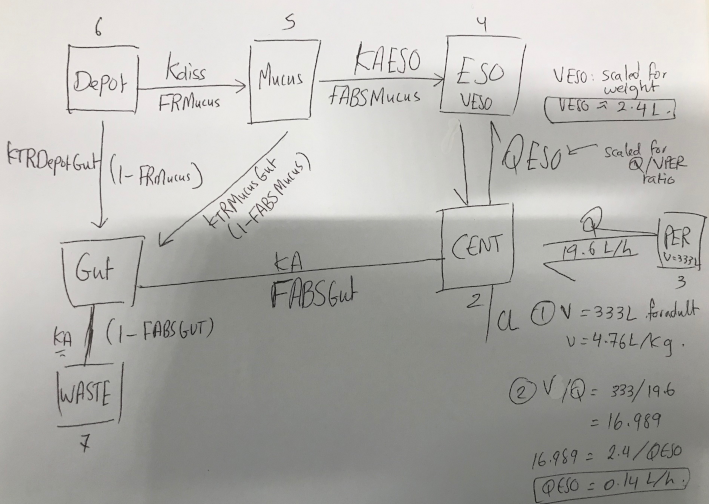 6
5
4
Depot
Kdiss
FRMucus
Mucus
KAESO
FABSMucus
ESO
VESO
VESO: scaled for
weight
VESO = 2.4L.
KTRDepotGut
(1-FRMucus)
KTRMucusGut
(1-FABSMucus)
QESO
scaled for
Q/VPER
ratio
Gut
KA
FABSGut
CENT
2
CL
Q
19.6 L/h
PER
V=333L
3
KA
(1-FABSGUT)
WASTE
7
① V = 333L for adult
V = 4.76L/Kg.
② V/Q = 333/19.6
= 16.989
16.989 = 2.4/QESO
QESO = 0.14 L/h.